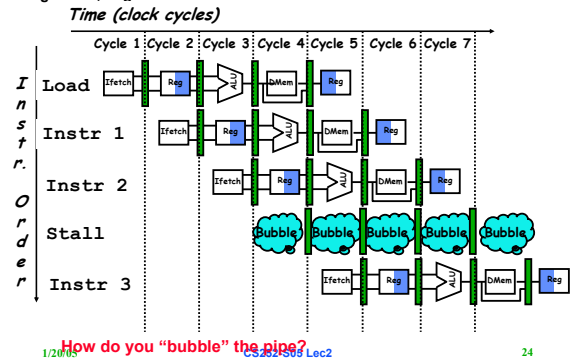 Time (clock cycles)
Cycle 1 Cycle 2 Cycle 3 Cycle 4 Cycle 5 Cycle 6 Cycle 7
Instr. Order
Load Ifetch Reg ALU DMem Reg
Instr 1 Ifetch Reg ALU DMem Reg
Instr 2 Ifetch Reg ALU DMem Reg
Stall Bubble Bubble Bubble Bubble Bubble
Instr 3 Ifetch Reg ALU DMem Reg
How do you “bubble” the pipe?
1/20/05 CS252-S05 Lec2 24